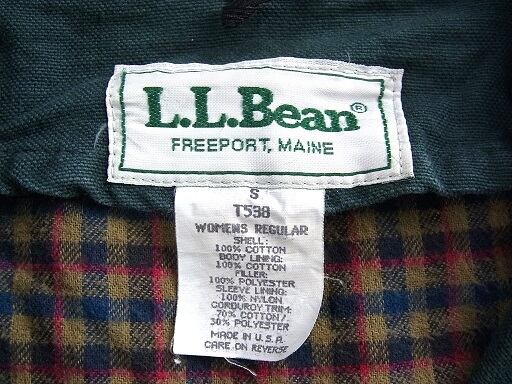 L.L.Bean®
FREEPORT, MAINE
S
T538
WOMENS REGULAR
SHELL:
100% COTTON
BODY LINING:
100% COTTON
FILLER:
100% POLYESTER
SLEEVE LINING:
100% NYLON
CORDUROY TRIM:
70% COTTON/
30% POLYESTER
MADE IN U.S.A.
CARE ON REVERSE